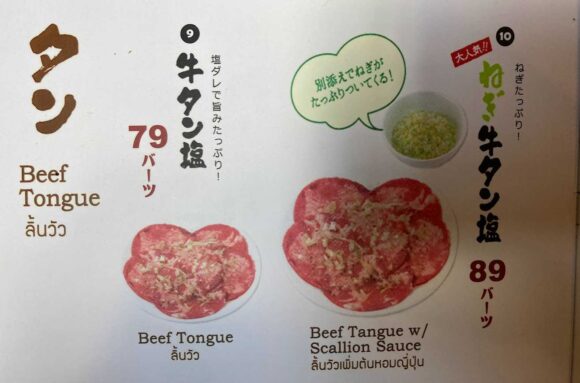 タン
Beef
Tongue
ลิ้นวัว
9
牛タン塩
塩ダレで旨みたっぷり！
79
バーツ
Beef Tongue
ลิ้นวัว
10
大人気!!
ねぎ牛タン塩
ねぎたっぷり！
別添えでねぎが
たっぷりついてくる！
89
バーツ
Beef Tangue w/
Scallion Sauce
ลิ้นวัวเพิ่มต้นหอมญี่ปุ่น